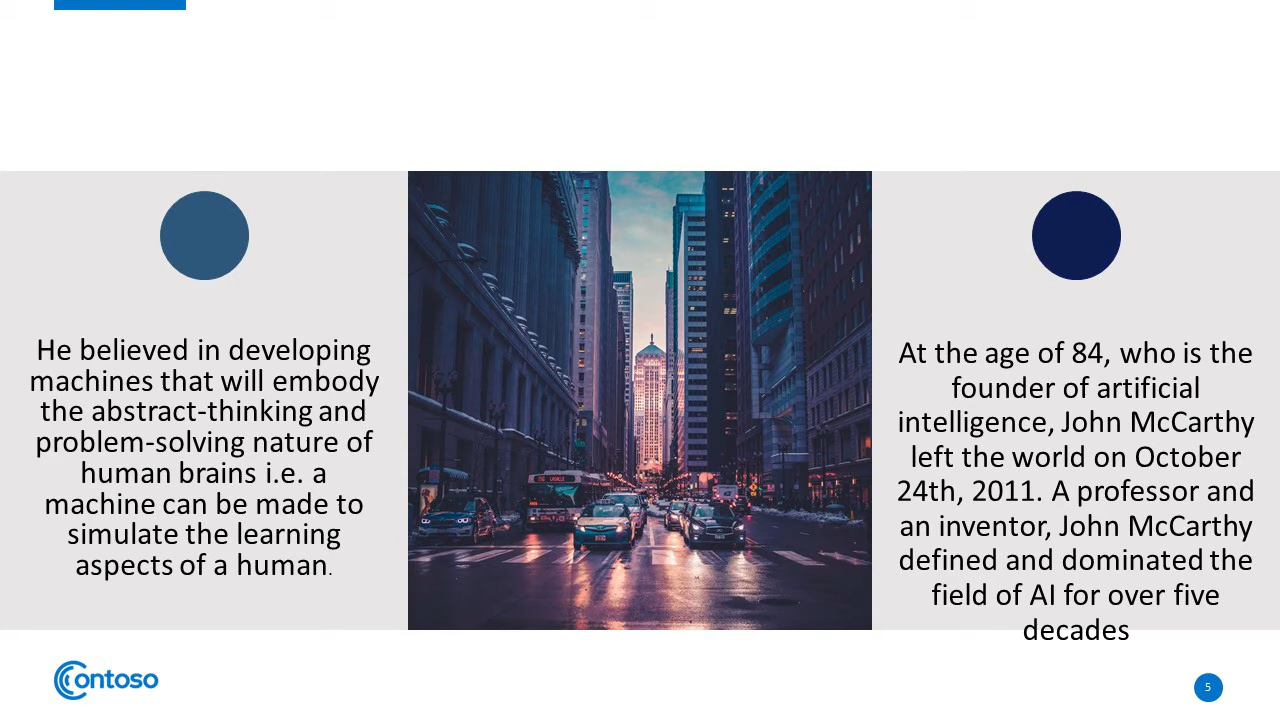 He believed in developing
machines that will embody
the abstract-thinking and
problem-solving nature of
human brains i.e. a
machine can be made to
simulate the learning
aspects of a human.
At the age of 84, who is the
founder of artificial
intelligence, John McCarthy
left the world on October
24th, 2011. A professor and
an inventor, John McCarthy
defined and dominated the
field of AI for over five
decades
Contoso
5